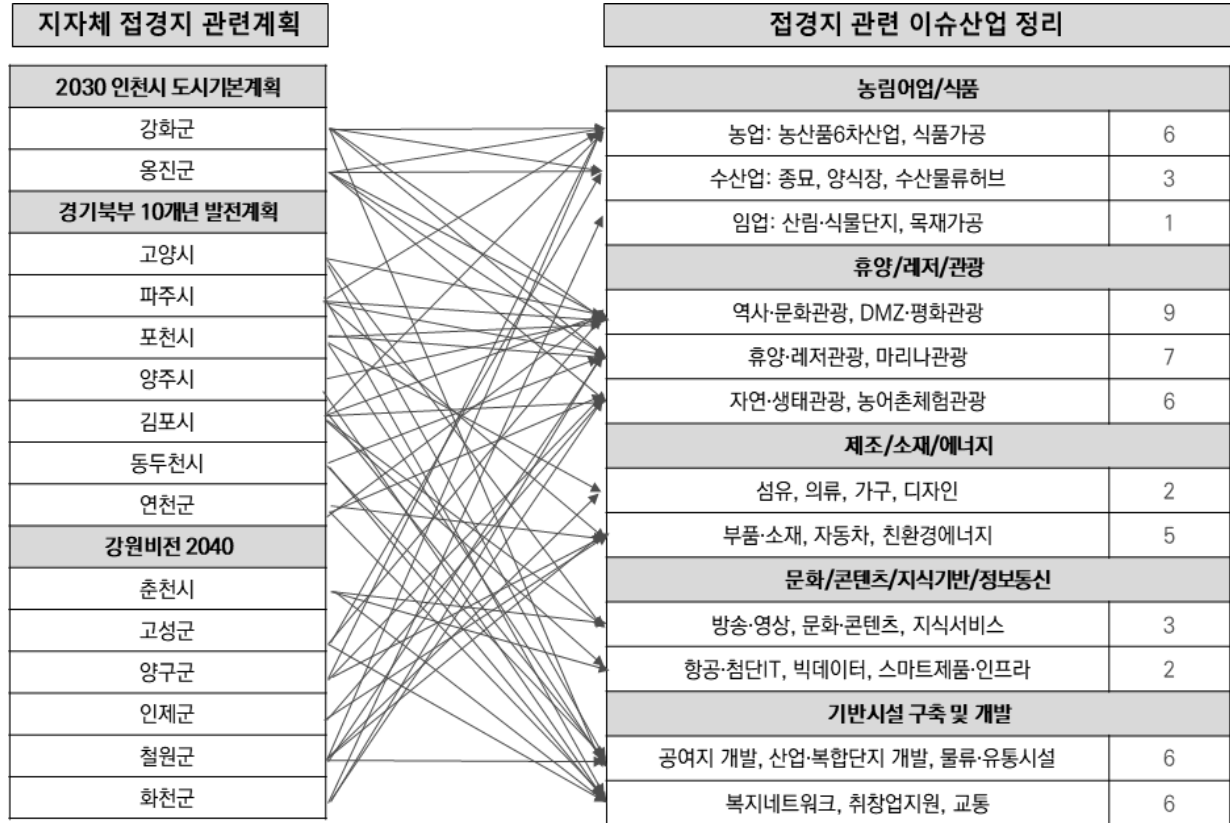 지자체 접경지 관련계획
접경지 관련 이슈산업 정리
2030 인천시 도시기본계획
강화군
옹진군
경기북부 10개년 발전계획
고양시
파주시
포천시
양주시
김포시
동두천시
연천군
강원비전 2040
춘천시
고성군
양구군
인제군
철원군
화천군
농림어업/식품
농업: 농산품6차산업, 식품가공 6
수산업: 종묘, 양식장, 수산물류허브 3
임업: 산림·식물단지, 목재가공 1
휴양/레저/관광
역사·문화관광, DMZ·평화관광 9
휴양·레저관광, 마리나관광 7
자연·생태관광, 농어촌체험관광 6
제조/소재/에너지
섬유, 의류, 가구, 디자인 2
부품·소재, 자동차, 친환경에너지 5
문화/콘텐츠/지식기반/정보통신
방송·영상, 문화·콘텐츠, 지식서비스 3
항공·첨단IT, 빅데이터, 스마트제품·인프라 2
기반시설 구축 및 개발
공여지 개발, 산업·복합단지 개발, 물류·유통시설 6
복지네트워크, 취창업지원, 교통 6